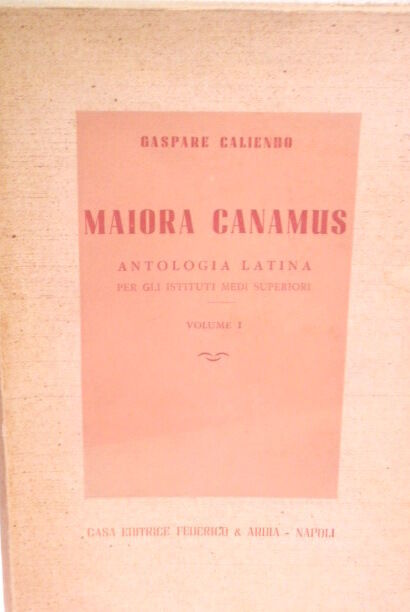 GASPARE CALIENDO
MAIORA CANAMUS
ANTOLOGIA LATINA
PER GLI ISTITUTI MEDI SUPERIORI
VOLUME I
CASA EDITRICE FEDERICO & ARDIA - NAPOLI